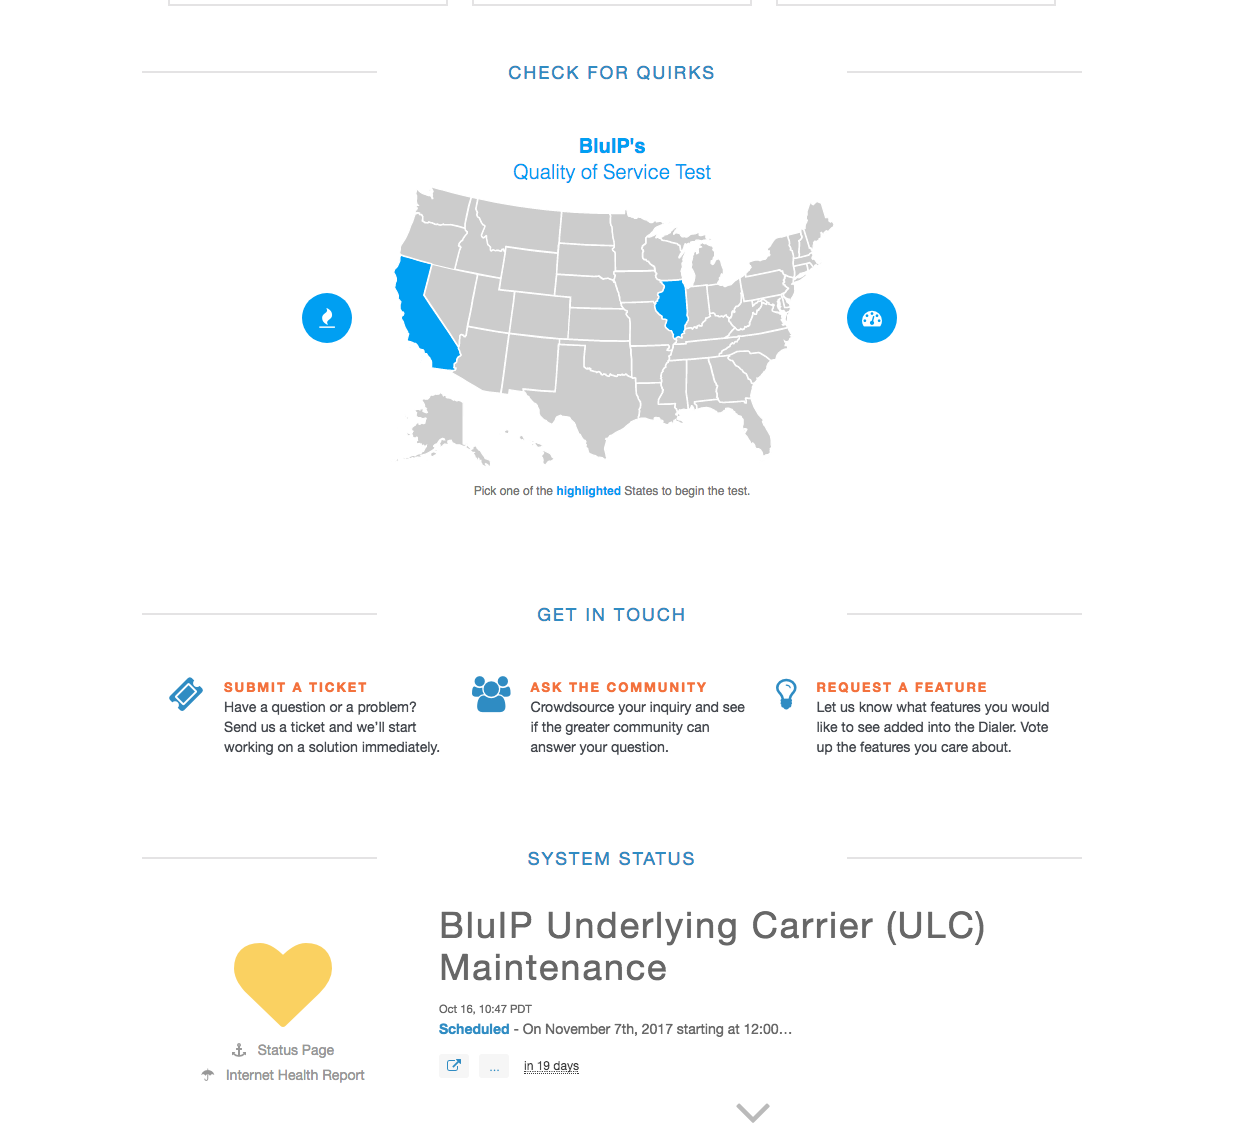 CHECK FOR QUIRKS
BluIP's
Quality of Service Test
Pick one of the highlighted States to begin the test.
GET IN TOUCH
SUBMIT A TICKET
Have a question or a problem?
Send us a ticket and we'll start
working on a solution immediately.
ASK THE COMMUNITY
Crowdsource your inquiry and see
if the greater community can
answer your question.
REQUEST A FEATURE
Let us know what features you would
like to see added into the Dialer. Vote
up the features you care about.
SYSTEM STATUS
Status Page
Internet Health Report
BluIP Underlying Carrier (ULC)
Maintenance
Oct 16, 10:47 PDT
Scheduled - On November 7th, 2017 starting at 12:00...
...
in 19 days